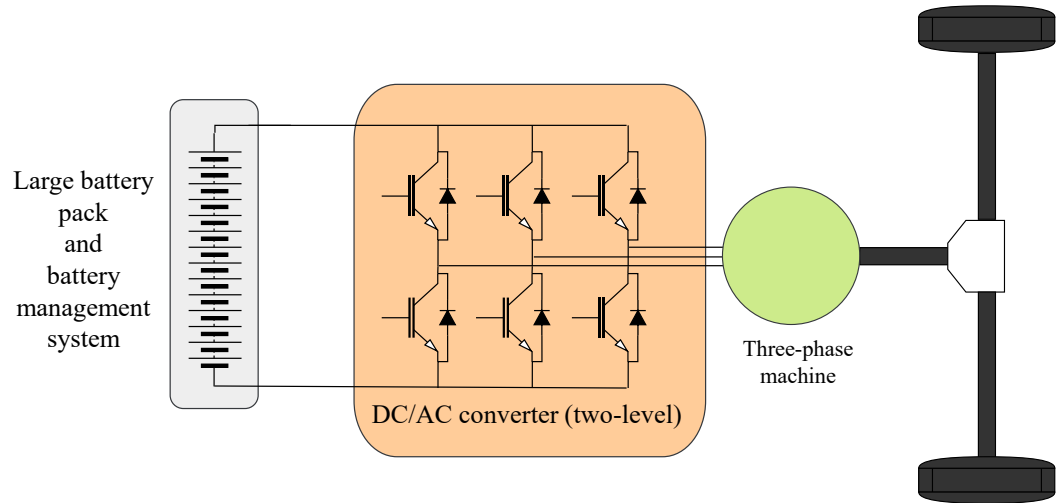 Large battery
pack
and
battery
management
system
DC/AC converter (two-level)
Three-phase
machine